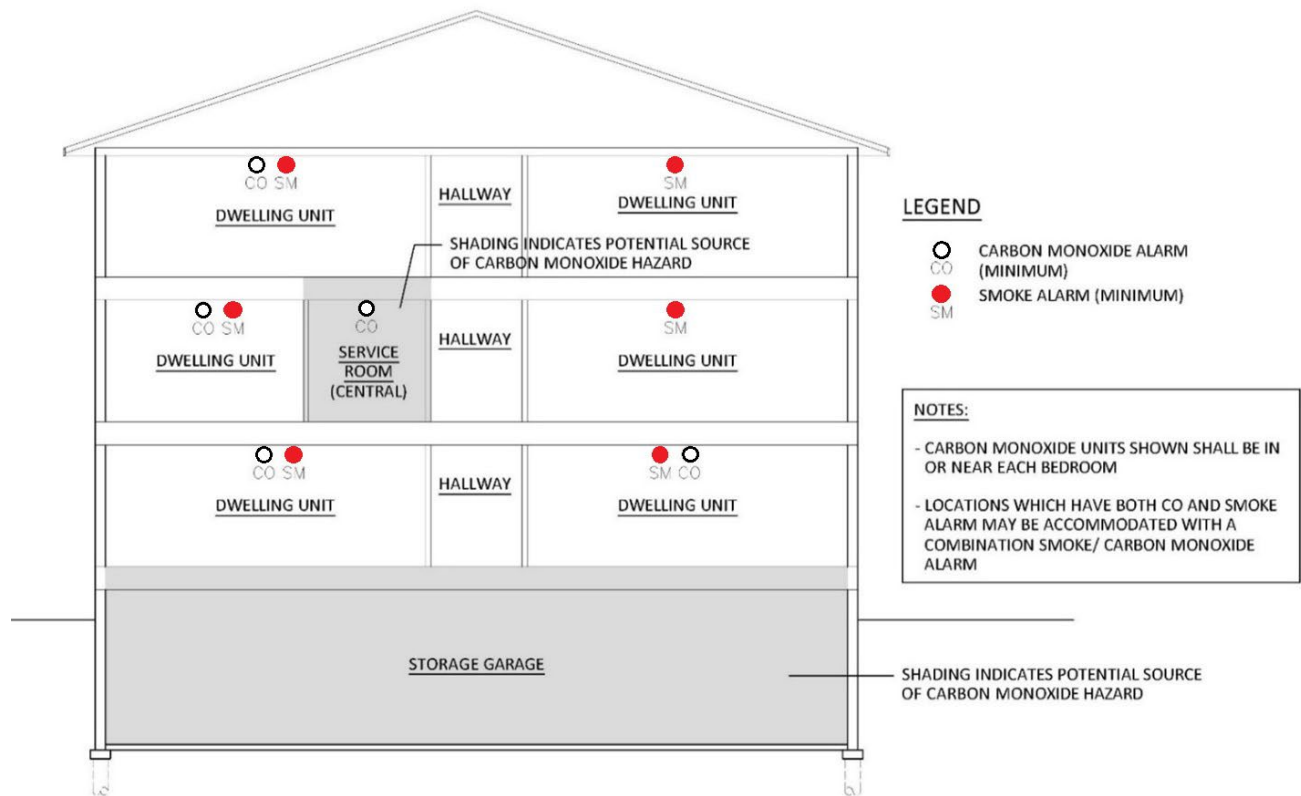 CO SM
DWELLING UNIT
HALLWAY
SM
DWELLING UNIT
SHADING INDICATES POTENTIAL SOURCE
OF CARBON MONOXIDE HAZARD
CO SM
DWELLING UNIT
CO
SERVICE
ROOM
(CENTRAL)
HALLWAY
SM
DWELLING UNIT
CO SM
DWELLING UNIT
HALLWAY
SM CO
DWELLING UNIT
STORAGE GARAGE
LEGEND
CO
CARBON MONOXIDE ALARM
(MINIMUM)
SM
SMOKE ALARM (MINIMUM)
NOTES:
- CARBON MONOXIDE UNITS SHOWN SHALL BE IN
OR NEAR EACH BEDROOM
- LOCATIONS WHICH HAVE BOTH CO AND SMOKE
ALARM MAY BE ACCOMMODATED WITH A
COMBINATION SMOKE/ CARBON MONOXIDE
ALARM
SHADING INDICATES POTENTIAL SOURCE
OF CARBON MONOXIDE HAZARD